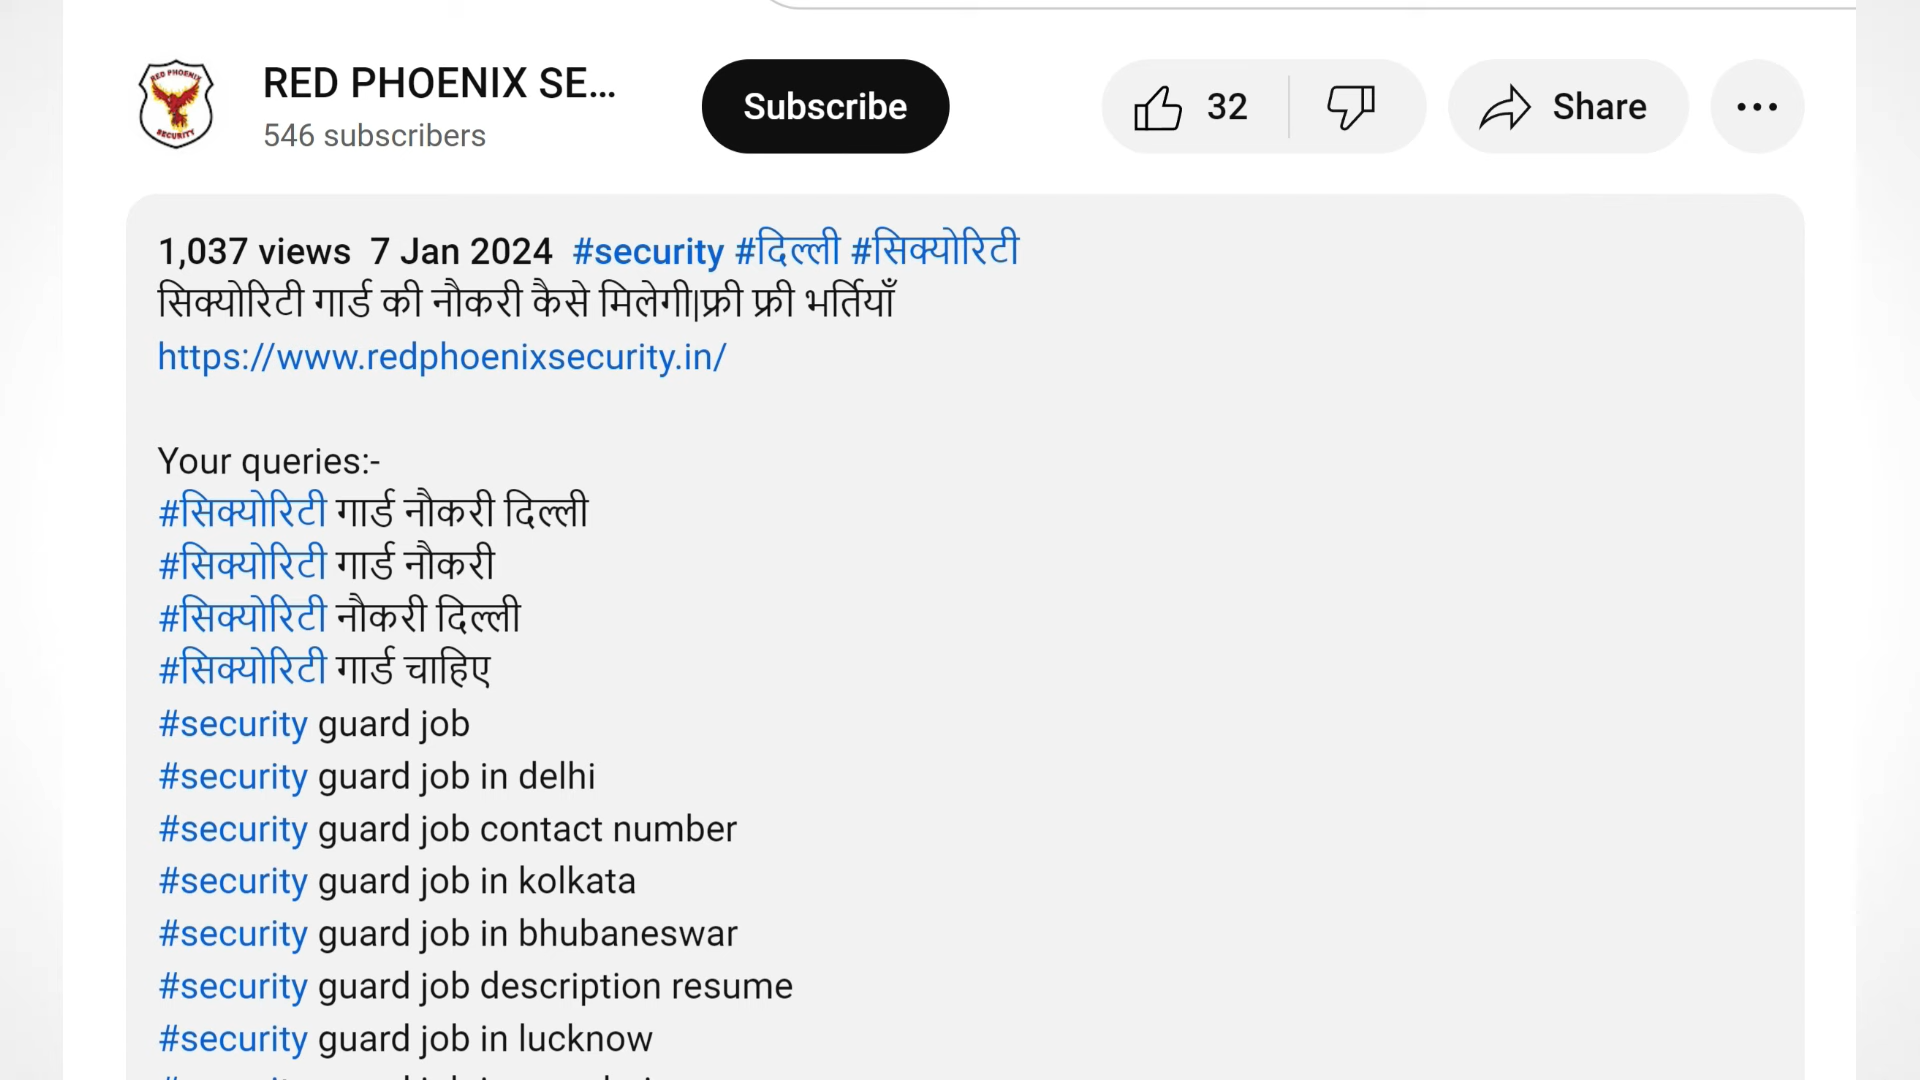 RED PHOENIX SE...
546 subscribers
Subscribe
32
Share
RED PHOENIX
SECURITY
1,037 views 7 Jan 2024 #security #दिल्ली #सिक्योरिटी
सिक्योरिटी गार्ड की नौकरी कैसे मिलेगी|फ्री फ्री भर्तियाँ
https://www.redphoenixsecurity.in/
Your queries:-
#सिक्योरिटी गार्ड नौकरी दिल्ली
#सिक्योरिटी गार्ड नौकरी
#सिक्योरिटी नौकरी दिल्ली
#सिक्योरिटी गार्ड चाहिए
#security guard job
#security guard job in delhi
#security guard job contact number
#security guard job in kolkata
#security guard job in bhubaneswar
#security guard job description resume
#security guard job in lucknow